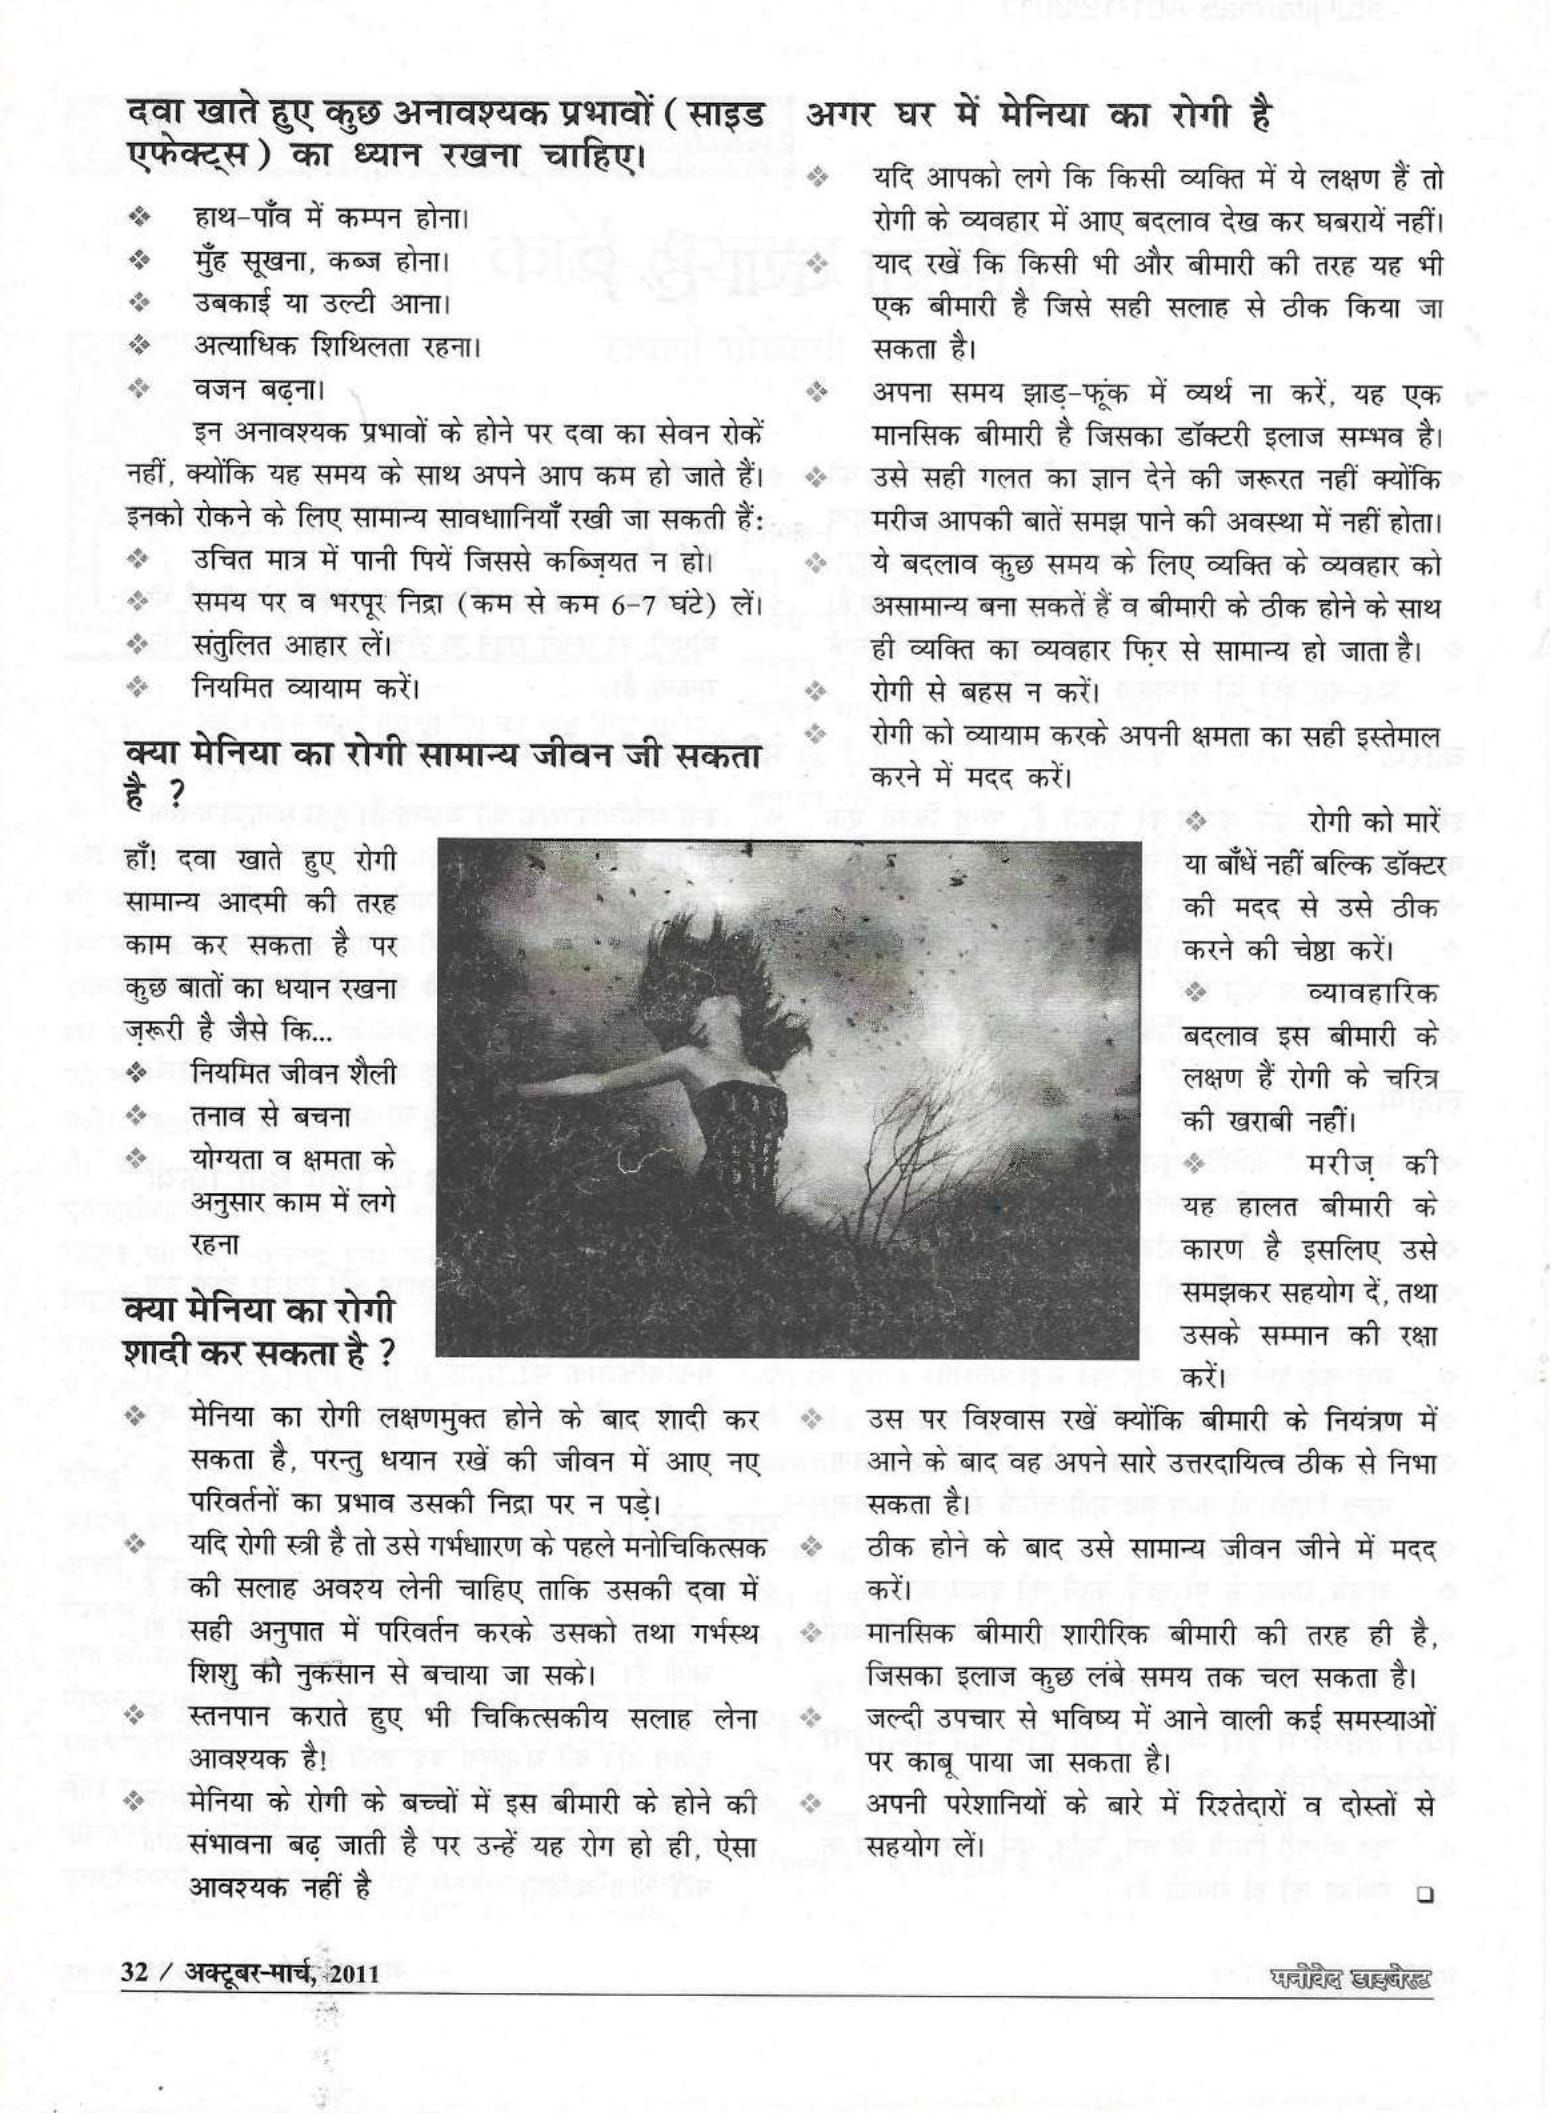 दवा खाते हुए कुछ अनावश्यक प्रभावों ( साइड
एफेक्ट्स ) का ध्यान रखना चाहिए।
❖ हाथ-पाँव में कम्पन होना।
❖ मुँह सूखना, कब्ज होना।
❖ उबकाई या उल्टी आना।
❖ अत्याधिक शिथिलता रहना।
❖ वजन बढ़ना।
इन अनावश्यक प्रभावों के होने पर दवा का सेवन रोकें
नहीं, क्योंकि यह समय के साथ अपने आप कम हो जाते हैं।
इनको रोकने के लिए सामान्य सावधाानियाँ रखी जा सकती हैं:
❖ उचित मात्र में पानी पियें जिससे कब्ज़ियत न हो।
❖ समय पर व भरपूर निद्रा (कम से कम 6-7 घंटे) लें।
❖ संतुलित आहार लें।
❖ नियमित व्यायाम करें।
क्या मेनिया का रोगी सामान्य जीवन जी सकता
है ?
हाँ! दवा खाते हुए रोगी
सामान्य आदमी की तरह
काम कर सकता है पर
कुछ बातों का धयान रखना
ज़रूरी है जैसे कि...
❖ नियमित जीवन शैली
❖ तनाव से बचना
❖ योग्यता व क्षमता के
अनुसार काम में लगे
रहना
क्या मेनिया का रोगी
शादी कर सकता है ?
❖ मेनिया का रोगी लक्षणमुक्त होने के बाद शादी कर
सकता है, परन्तु धयान रखें की जीवन में आए नए
परिवर्तनों का प्रभाव उसकी निद्रा पर न पड़े।
❖ यदि रोगी स्त्री है तो उसे गर्भधाारण के पहले मनोचिकित्सक
की सलाह अवश्य लेनी चाहिए ताकि उसकी दवा में
सही अनुपात में परिवर्तन करके उसको तथा गर्भस्थ
शिशु की नुकसान से बचाया जा सके।
❖ स्तनपान कराते हुए भी चिकित्सकीय सलाह लेना
आवश्यक है!
❖ मेनिया के रोगी के बच्चों में इस बीमारी के होने की
संभावना बढ़ जाती है पर उन्हें यह रोग हो ही, ऐसा
आवश्यक नहीं है
अगर घर में मेनिया का रोगी है
❖ यदि आपको लगे कि किसी व्यक्ति में ये लक्षण हैं तो
रोगी के व्यवहार में आए बदलाव देख कर घबरायें नहीं।
❖ याद रखें कि किसी भी और बीमारी की तरह यह भी
एक बीमारी है जिसे सही सलाह से ठीक किया जा
सकता है।
❖ अपना समय झाड़-फूंक में व्यर्थ ना करें, यह एक
मानसिक बीमारी है जिसका डॉक्टरी इलाज सम्भव है।
❖ उसे सही गलत का ज्ञान देने की जरूरत नहीं क्योंकि
मरीज आपकी बातें समझ पाने की अवस्था में नहीं होता।
❖ ये बदलाव कुछ समय के लिए व्यक्ति के व्यवहार को
असामान्य बना सकतें हैं व बीमारी के ठीक होने के साथ
ही व्यक्ति का व्यवहार फि़र से सामान्य हो जाता है।
❖ रोगी से बहस न करें।
❖ रोगी को व्यायाम करके अपनी क्षमता का सही इस्तेमाल
करने में मदद करें।
❖ रोगी को मारें
या बाँधें नहीं बल्कि डॉक्टर
की मदद से उसे ठीक
करने की चेष्ठा करें।
❖ व्यावहारिक
बदलाव इस बीमारी के
लक्षण हैं रोगी के चरित्र
की खराबी नहीं।
❖ मरीज़ की
यह हालत बीमारी के
कारण है इसलिए उसे
समझकर सहयोग दें, तथा
उसके सम्मान की रक्षा
करें।
❖ उस पर विश्वास रखें क्योंकि बीमारी के नियंत्रण में
आने के बाद वह अपने सारे उत्तरदायित्व ठीक से निभा
सकता है।
❖ ठीक होने के बाद उसे सामान्य जीवन जीने में मदद
करें।
❖ मानसिक बीमारी शारीरिक बीमारी की तरह ही है,
जिसका इलाज कुछ लंबे समय तक चल सकता है।
❖ जल्दी उपचार से भविष्य में आने वाली कई समस्याओं
पर काबू पाया जा सकता है।
❖ अपनी परेशानियों के बारे में रिश्तेदारों व दोस्तों से
सहयोग लें।
❑
32 / अक्टूबर-मार्च, 2011
मनोवेद डाइजेस्ट